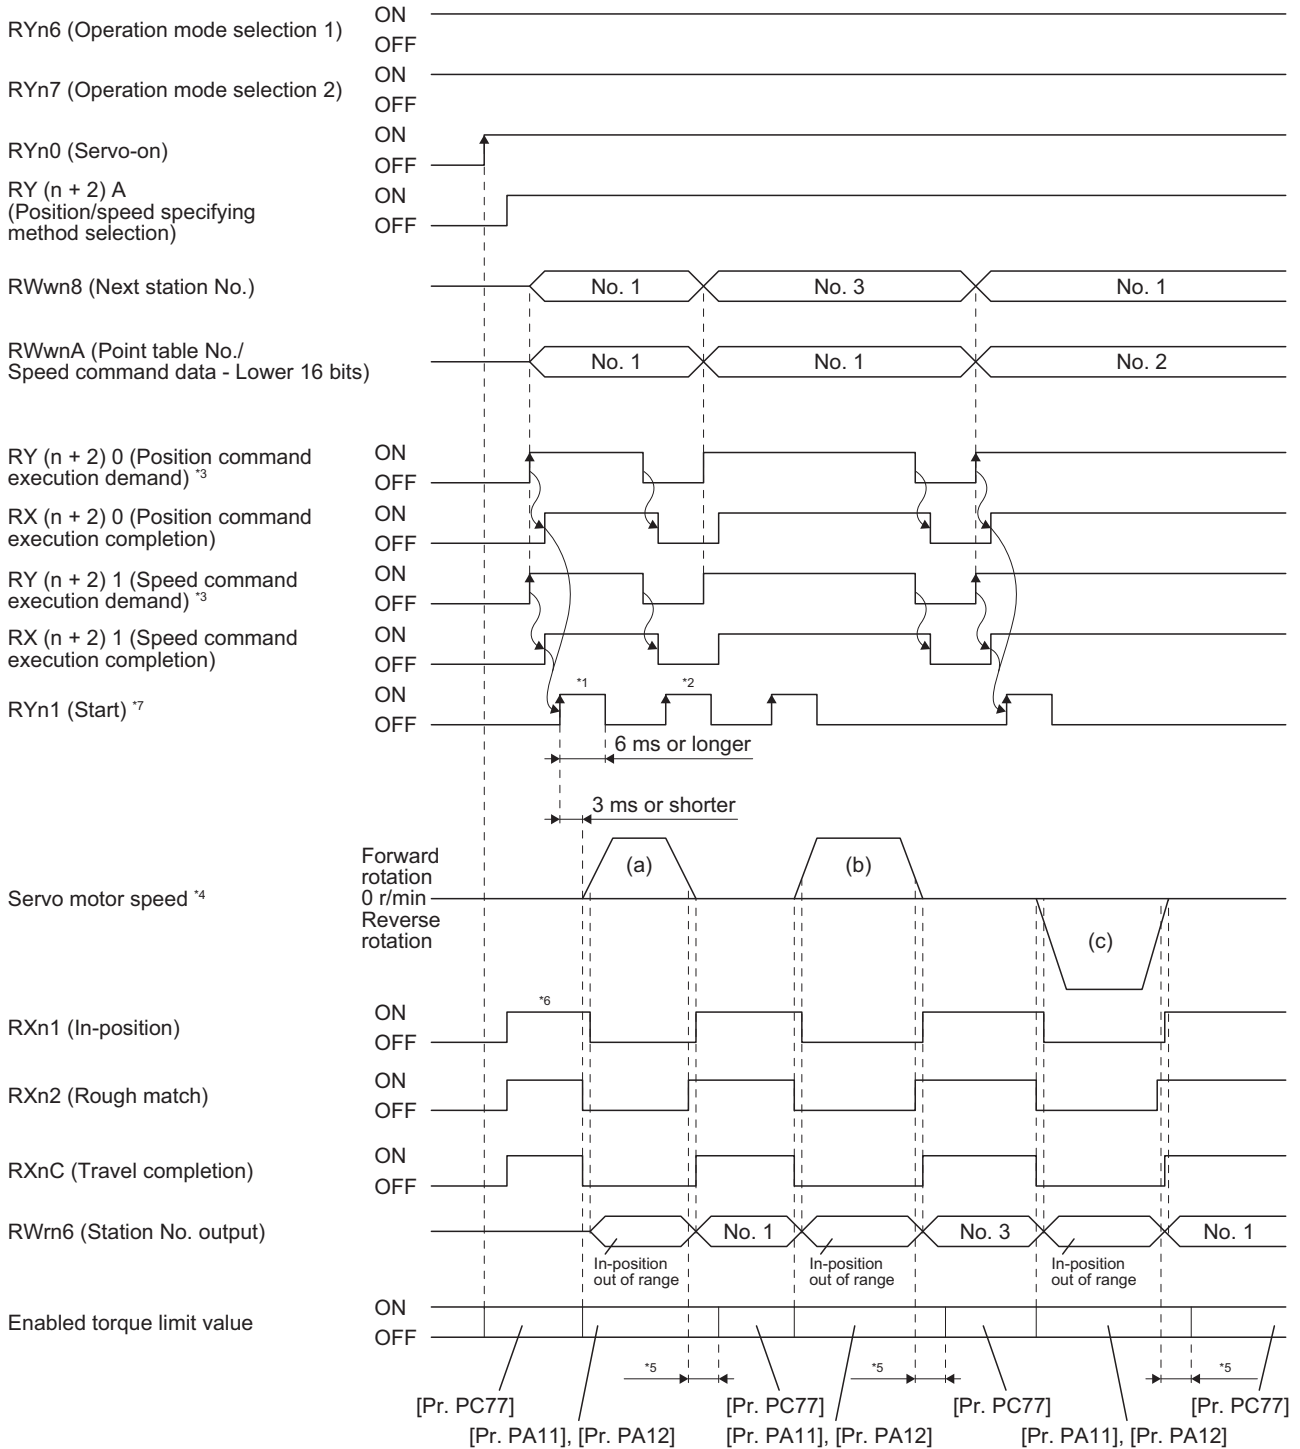 ON
RYn6 (Operation mode selection 1)
OFF
ON
RYn7 (Operation mode selection 2)
OFF
ON
RYn0 (Servo-on)
OFF
RY (n + 2) A
(Position/speed specifying
method selection)
ON
OFF
RWwn8 (Next station No.)
No. 1
No. 3
No. 1
RWwnA (Point table No./
Speed command data - Lower 16 bits)
No. 1
No. 1
No. 2
RY (n + 2) 0 (Position command
execution demand) *3
ON
OFF
RX (n + 2) 0 (Position command
execution completion)
ON
OFF
RY (n + 2) 1 (Speed command
execution demand) *3
ON
OFF
RX (n + 2) 1 (Speed command
execution completion)
ON
OFF
RYn1 (Start) *7
ON
OFF
*1
*2
6 ms or longer
3 ms or shorter
Servo motor speed *4
Forward
rotation
0 r/min
Reverse
rotation
(a)
(b)
(c)
RXn1 (In-position)
ON
OFF
*6
RXn2 (Rough match)
ON
OFF
RXnC (Travel completion)
ON
OFF
RWrn6 (Station No. output)
No. 1
No. 3
No. 1
In-position
out of range
In-position
out of range
In-position
out of range
Enabled torque limit value
ON
OFF
*5
*5
*5
[Pr. PC77]
[Pr. PC77]
[Pr. PC77]
[Pr. PC77]
[Pr. PA11], [Pr. PA12]
[Pr. PA11], [Pr. PA12]
[Pr. PA11], [Pr. PA12]